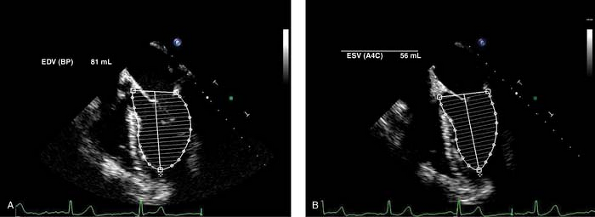 EDV (BP) 81 mL
A
ESV (A4C) 56 mL
B